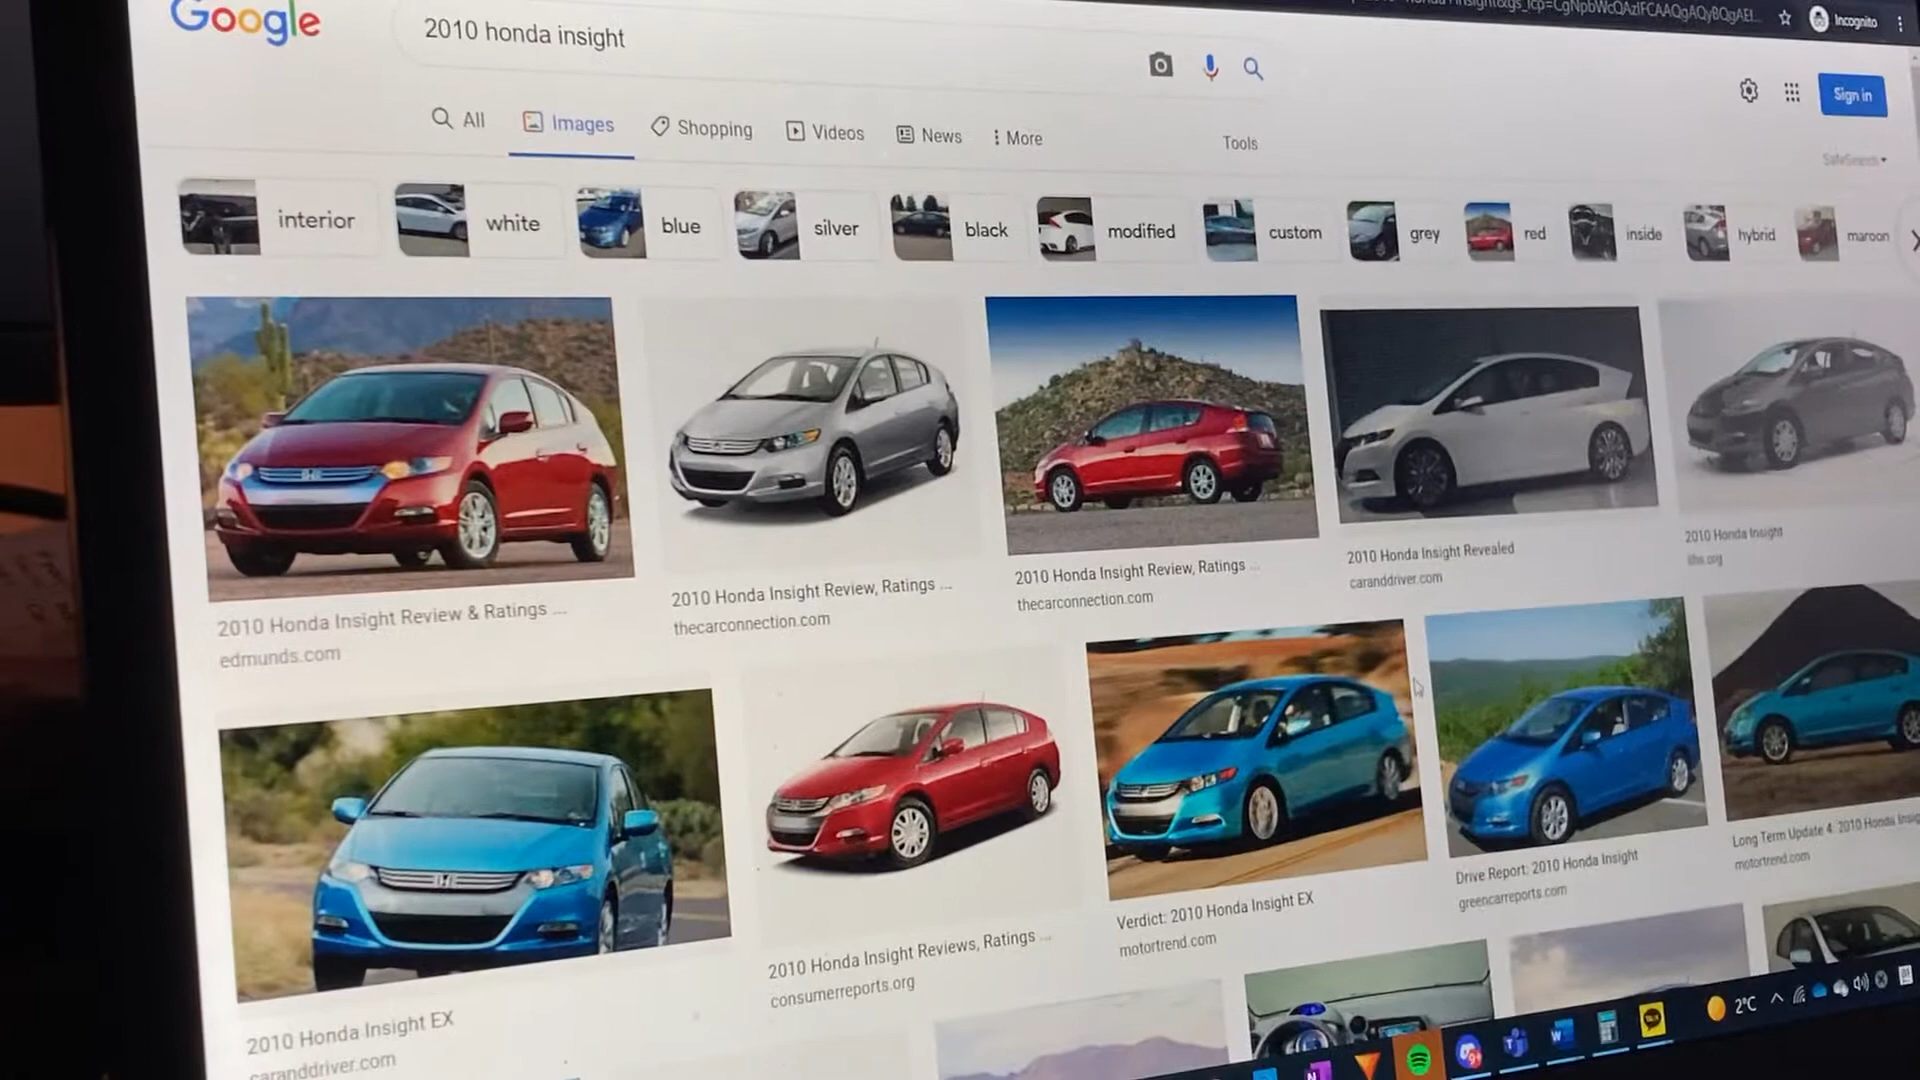 Google
2010 honda insight
Incognito
Sign in
All
Images
Shopping
Videos
News
More
Tools
SafeSearch
interior
white
blue
silver
black
modified
custom
grey
red
inside
hybrid
maroon
2010 Honda Insight Review & Ratings ...
edmunds.com
2010 Honda Insight Review, Ratings ...
thecarconnection.com
2010 Honda Insight Review, Ratings ...
thecarconnection.com
2010 Honda Insight Revealed
caranddriver.com
2010 Honda Insight
2010 Honda Insight EX
caranddriver.com
2010 Honda Insight Reviews, Ratings ...
consumerreports.org
Verdict: 2010 Honda Insight EX
motortrend.com
Drive Report: 2010 Honda Insight
greencarreports.com
Long Term Update 4: 2010 Honda Insig
motortrend.com
2°C